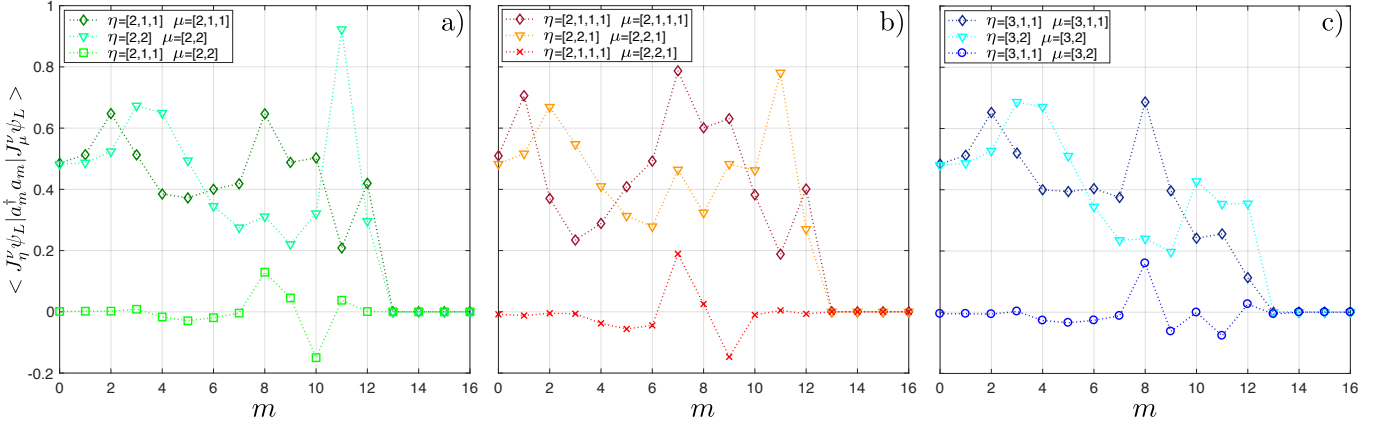 a)
η=[2,1,1] μ=[2,1,1]
η=[2,2] μ=[2,2]
η=[2,1,1] μ=[2,2]
1
0.8
0.6
0.4
0.2
0
-0.2
< J_η^ν ψ_L | a_m^† a_m | J_μ^ν ψ_L >
0 2 4 6 8 10 12 14 16
m
b)
η=[2,1,1,1] μ=[2,1,1,1]
η=[2,2,1] μ=[2,2,1]
η=[2,1,1,1] μ=[2,2,1]
0 2 4 6 8 10 12 14 16
m
c)
η=[3,1,1] μ=[3,1,1]
η=[3,2] μ=[3,2]
η=[3,1,1] μ=[3,2]
0 2 4 6 8 10 12 14 16
m